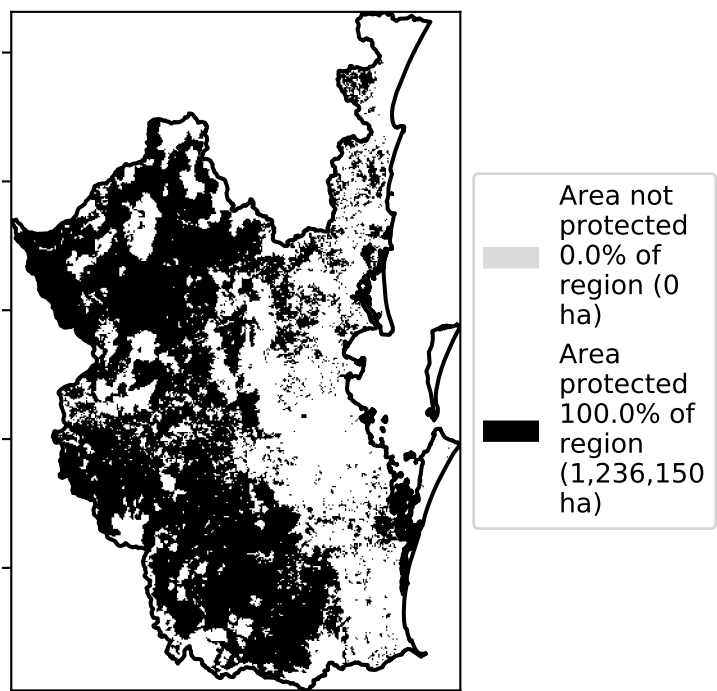 Area not
protected
0.0% of
region (0
ha)
Area
protected
100.0% of
region
(1,236,150
ha)